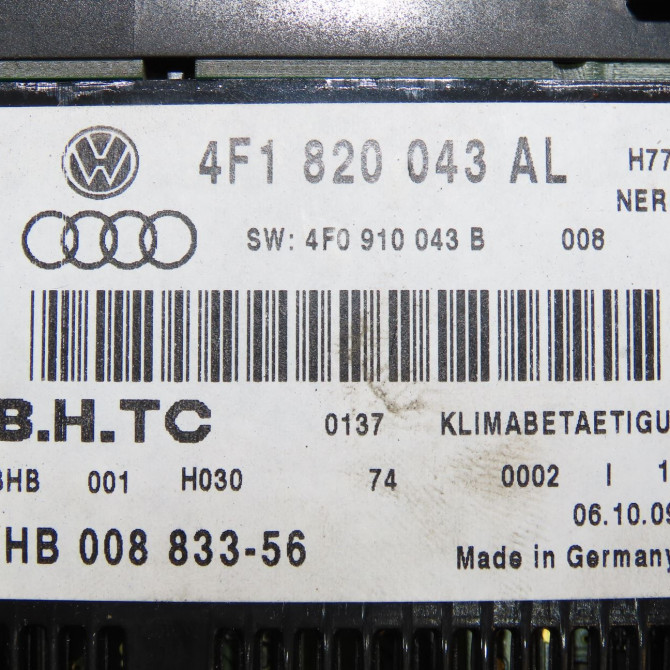 4F1 820 043 AL H77
NER
SW: 4F0 910 043 B 008
B.H.TC 0137 KLIMABETAETIGU
BHB 001 H030 74 0002 I 1
06.10.09
HB 008 833-56 Made in Germany